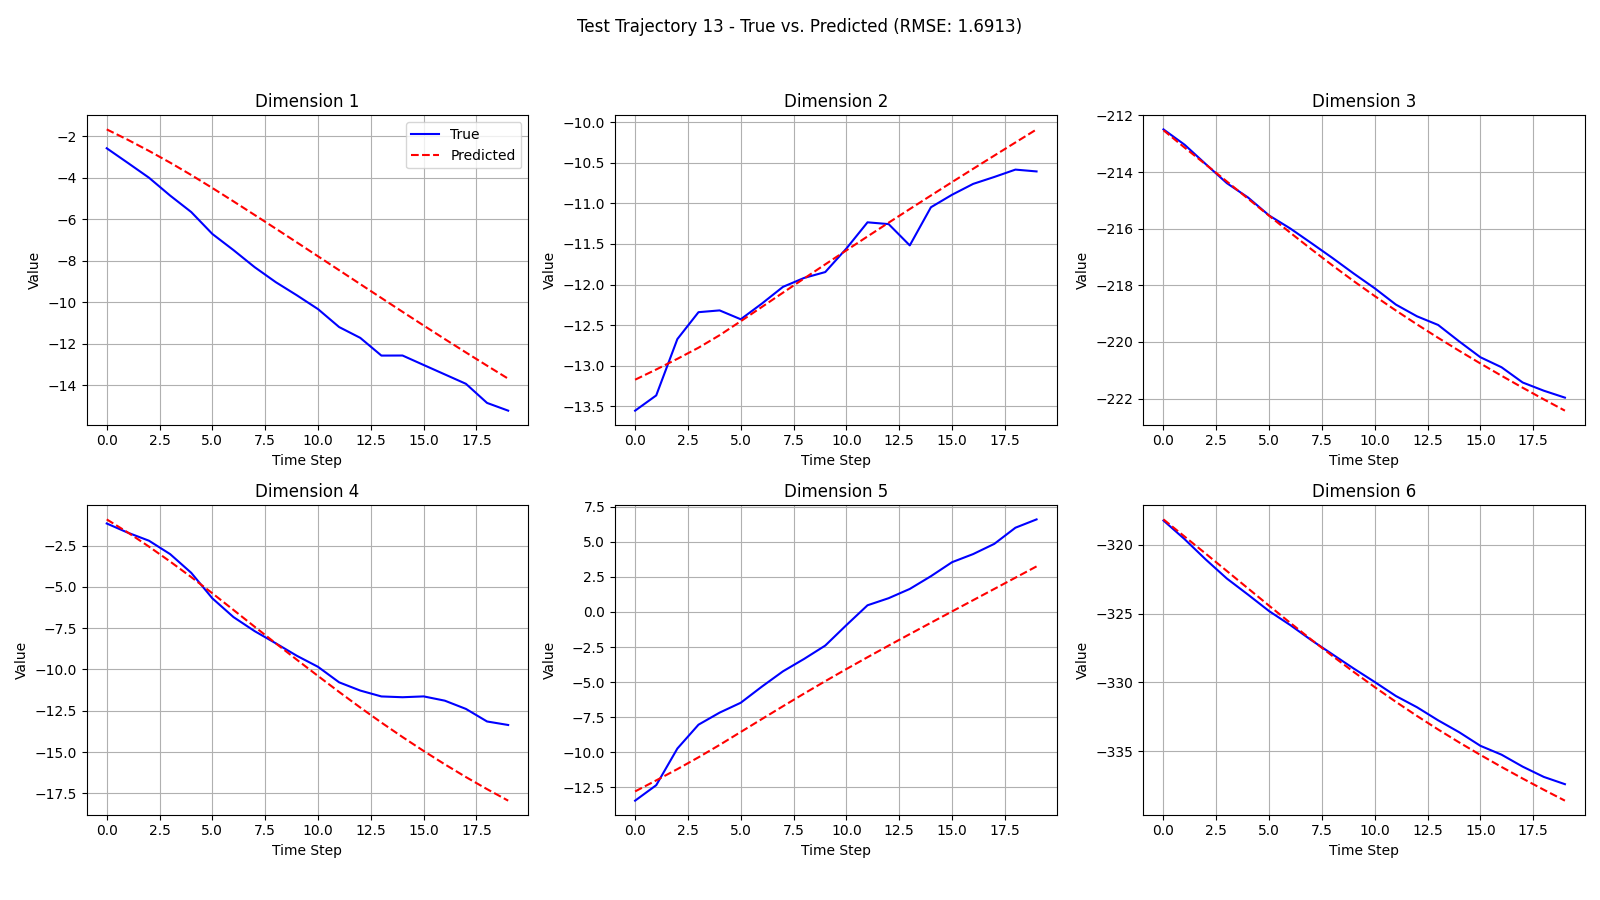 Test Trajectory 13 - True vs. Predicted (RMSE: 1.6913)
Dimension 1
True
Predicted
Value
−2
−4
−6
−8
−10
−12
−14
0.0 2.5 5.0 7.5 10.0 12.5 15.0 17.5
Time Step
Dimension 2
Value
−10.0
−10.5
−11.0
−11.5
−12.0
−12.5
−13.0
−13.5
0.0 2.5 5.0 7.5 10.0 12.5 15.0 17.5
Time Step
Dimension 3
Value
−212
−214
−216
−218
−220
−222
0.0 2.5 5.0 7.5 10.0 12.5 15.0 17.5
Time Step
Dimension 4
Value
−2.5
−5.0
−7.5
−10.0
−12.5
−15.0
−17.5
0.0 2.5 5.0 7.5 10.0 12.5 15.0 17.5
Time Step
Dimension 5
Value
7.5
5.0
2.5
0.0
−2.5
−5.0
−7.5
−10.0
−12.5
0.0 2.5 5.0 7.5 10.0 12.5 15.0 17.5
Time Step
Dimension 6
Value
−320
−325
−330
−335
0.0 2.5 5.0 7.5 10.0 12.5 15.0 17.5
Time Step